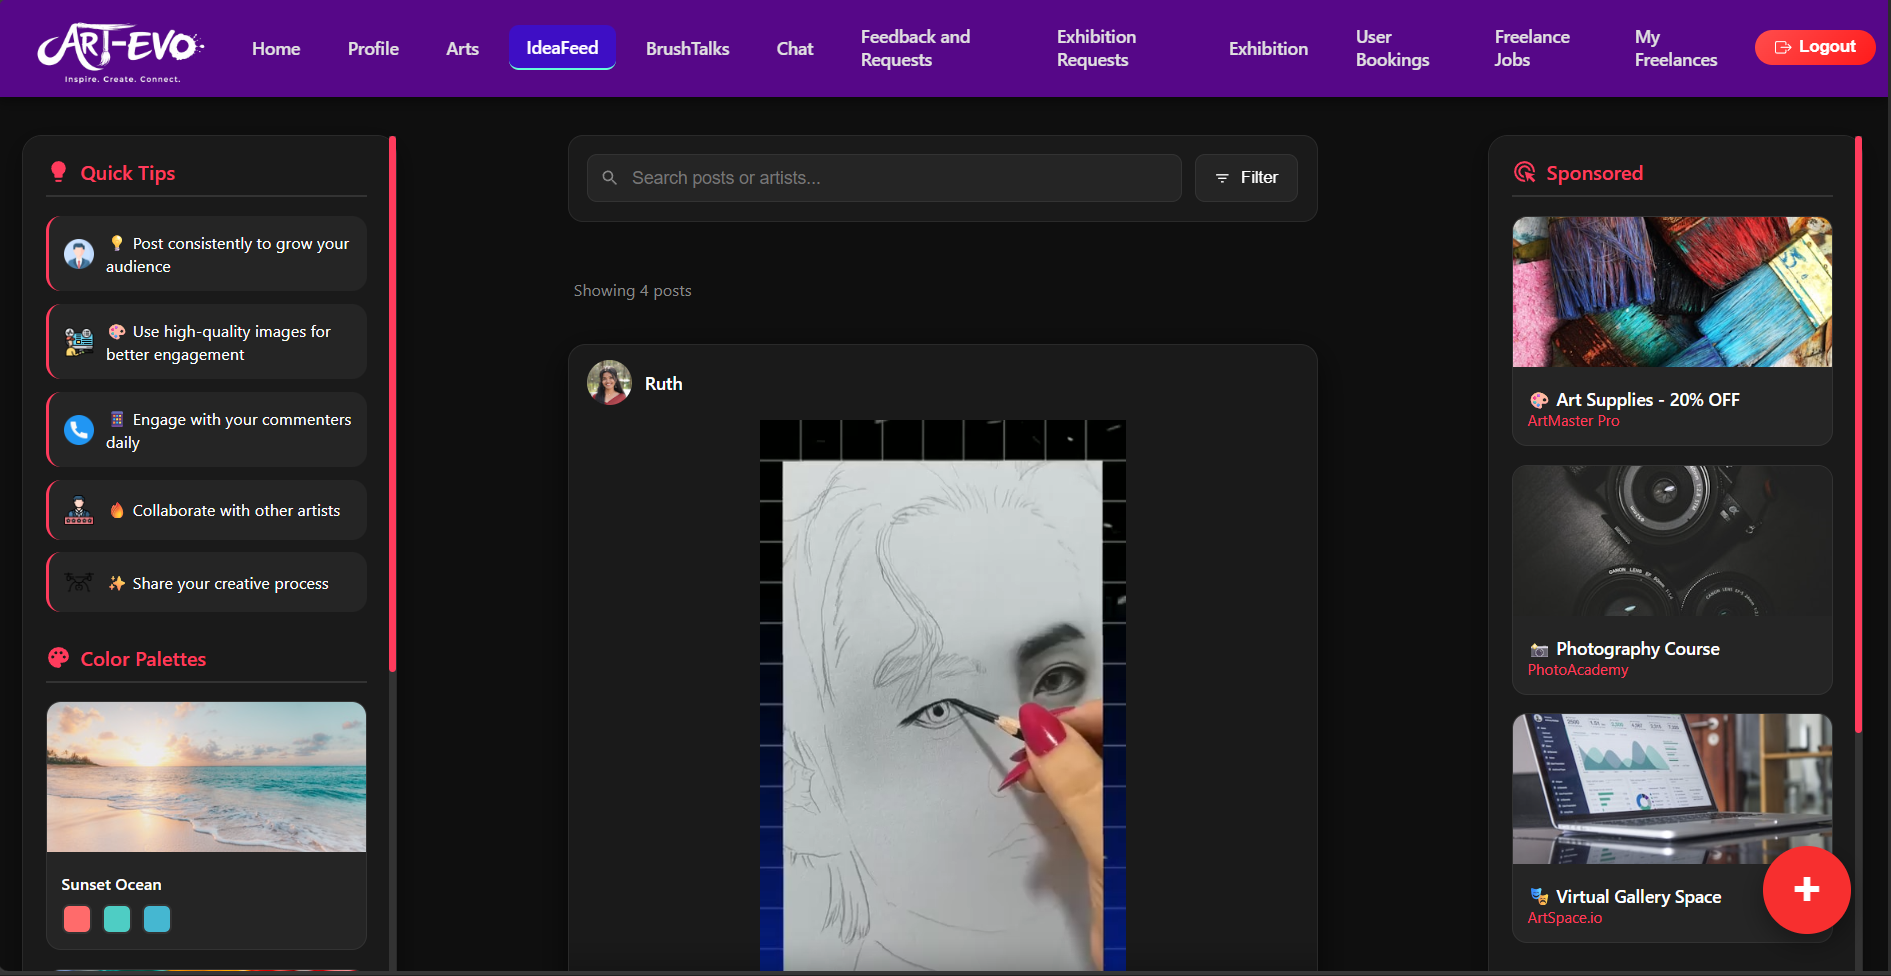 ART-EVO
Inspire. Create. Connect.
Home
Profile
Arts
IdeaFeed
BrushTalks
Chat
Feedback and
Requests
Exhibition
Requests
Exhibition
User
Bookings
Freelance
Jobs
My
Freelances
Logout
Quick Tips
💡 Post consistently to grow your
audience
🎨 Use high-quality images for
better engagement
📱 Engage with your commenters
daily
🔥 Collaborate with other artists
✨ Share your creative process
Color Palettes
Sunset Ocean
Search posts or artists...
Filter
Showing 4 posts
Ruth
Sponsored
🎨 Art Supplies - 20% OFF
ArtMaster Pro
CANON LENS EF
📸 Photography Course
PhotoAcademy
🎭 Virtual Gallery Space
ArtSpace.io
+